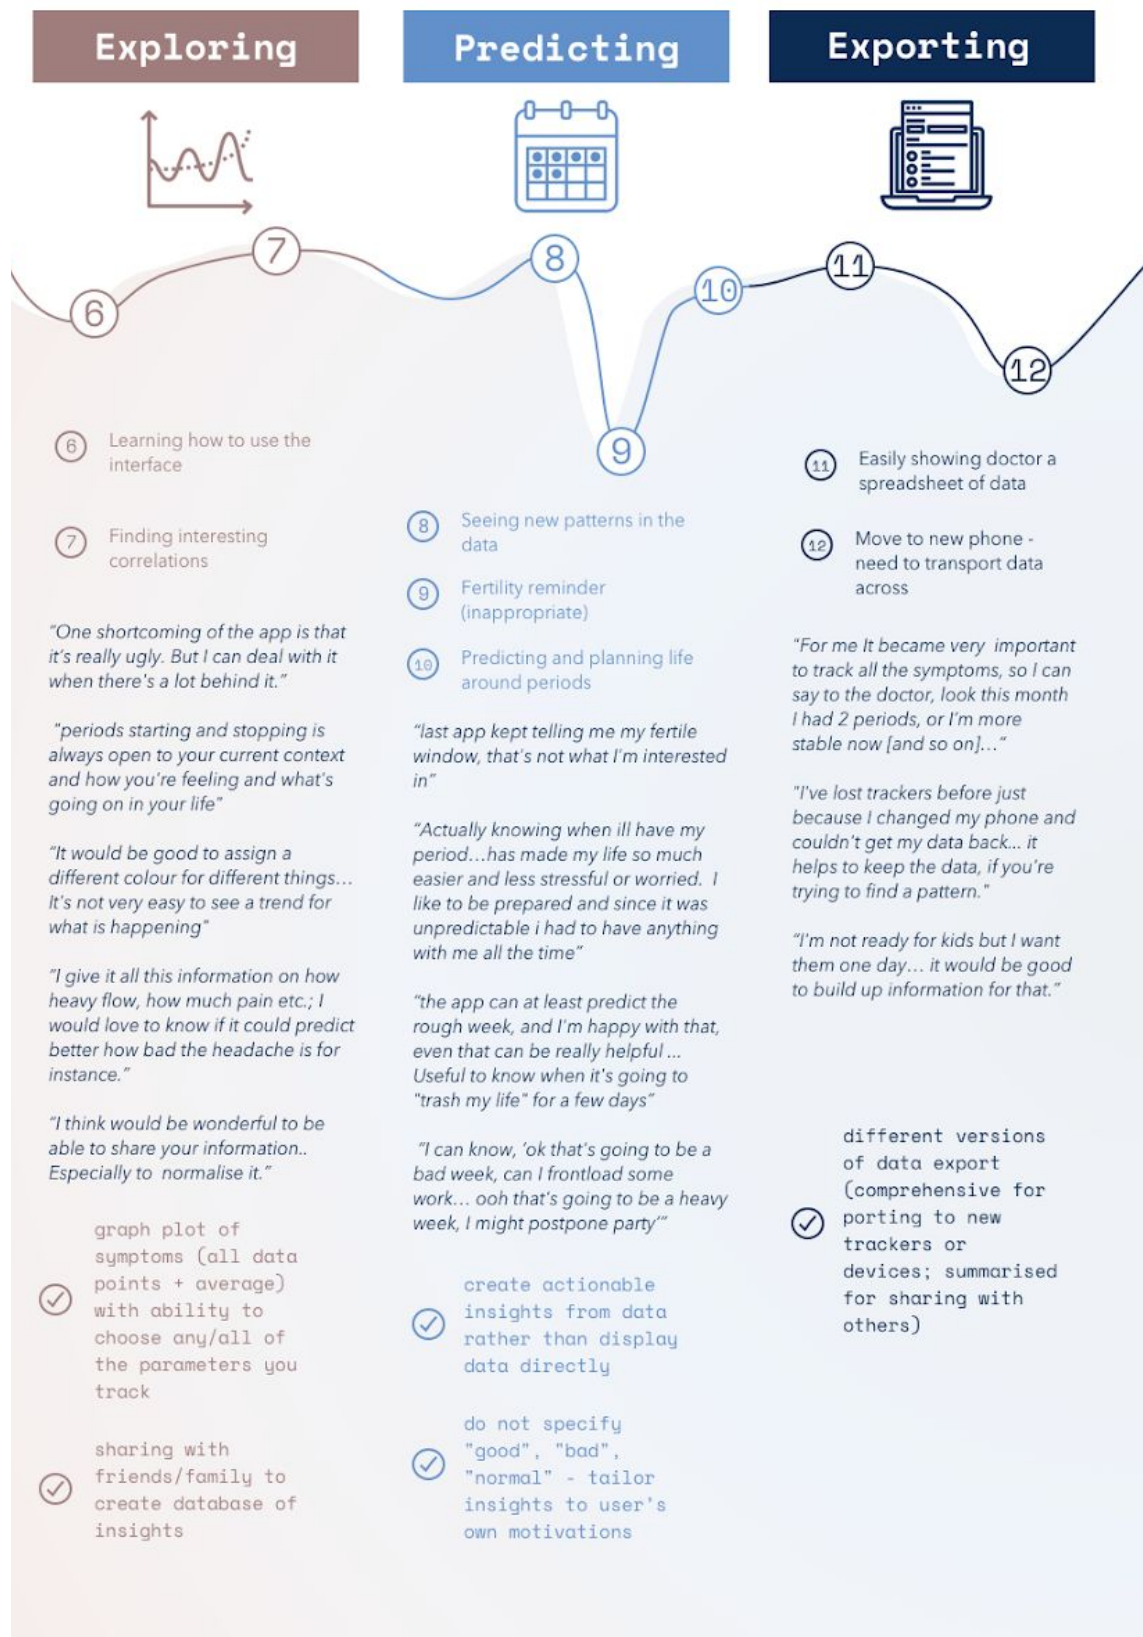 Exploring
Predicting
Exporting
6
7
8
9
10
11
12
6 Learning how to use the
interface
7 Finding interesting
correlations
"One shortcoming of the app is that
it's really ugly. But I can deal with it
when there's a lot behind it."
"periods starting and stopping is
always open to your current context
and how you're feeling and what's
going on in your life"
"It would be good to assign a
different colour for different things...
It's not very easy to see a trend for
what is happening"
"I give it all this information on how
heavy flow, how much pain etc.; I
would love to know if it could predict
better how bad the headache is for
instance."
"I think would be wonderful to be
able to share your information..
Especially to normalise it."
graph plot of
symptoms (all data
points + average)
with ability to
choose any/all of
the parameters you
track
sharing with
friends/family to
create database of
insights
8 Seeing new patterns in the
data
9 Fertility reminder
(inappropriate)
10 Predicting and planning life
around periods
"last app kept telling me my fertile
window, that's not what I'm interested
in"
"Actually knowing when ill have my
period...has made my life so much
easier and less stressful or worried. I
like to be prepared and since it was
unpredictable i had to have anything
with me all the time"
"the app can at least predict the
rough week, and I'm happy with that,
even that can be really helpful ...
Useful to know when it's going to
"trash my life" for a few days"
"I can know, 'ok that's going to be a
bad week, can I frontload some
work... ooh that's going to be a heavy
week, I might postpone party'"
create actionable
insights from data
rather than display
data directly
do not specify
"good", "bad",
"normal" - tailor
insights to user's
own motivations
11 Easily showing doctor a
spreadsheet of data
12 Move to new phone -
need to transport data
across
"For me It became very important
to track all the symptoms, so I can
say to the doctor, look this month
I had 2 periods, or I'm more
stable now [and so on]..."
"I've lost trackers before just
because I changed my phone and
couldn't get my data back... it
helps to keep the data, if you're
trying to find a pattern."
"I'm not ready for kids but I want
them one day... it would be good
to build up information for that."
different versions
of data export
(comprehensive for
porting to new
trackers or
devices; summarised
for sharing with
others)